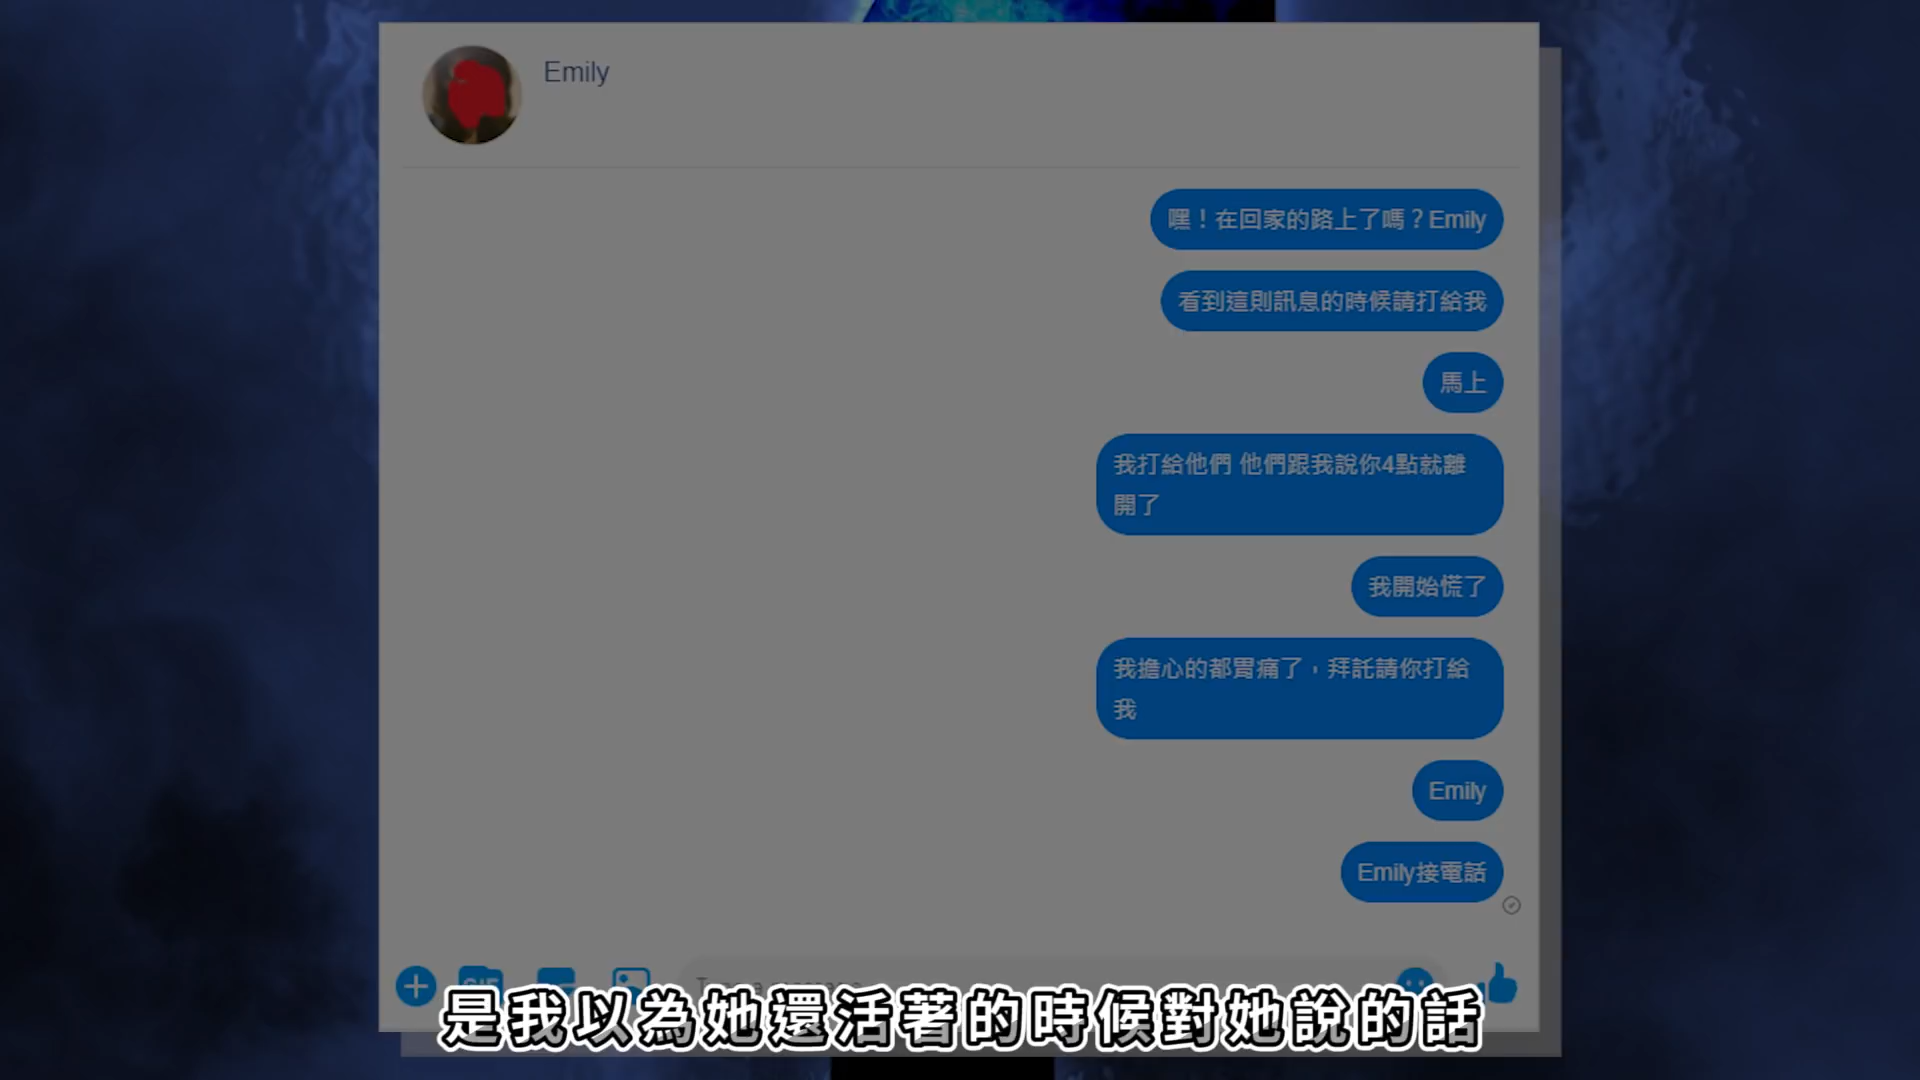 Emily
嘿！在回家的路上了嗎？Emily
看到這則訊息的時候請打給我
馬上
我打給他們 他們跟我說你4點就離
開了
我開始慌了
我擔心的都胃痛了，拜託請你打給
我
Emily
Emily接電話
GIF
是我以為她還活著的時候對她說的話